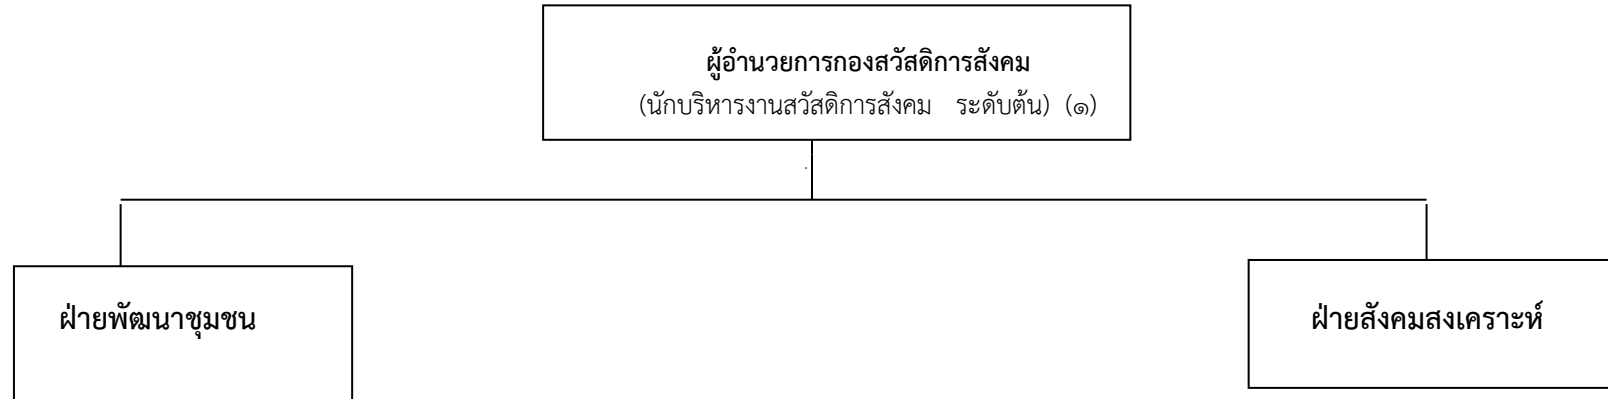 ผู้อำนวยการกองสวัสดิการสังคม
(นักบริหารงานสวัสดิการสังคม ระดับต้น) (๑)
ฝ่ายพัฒนาชุมชน
ฝ่ายสังคมสงเคราะห์